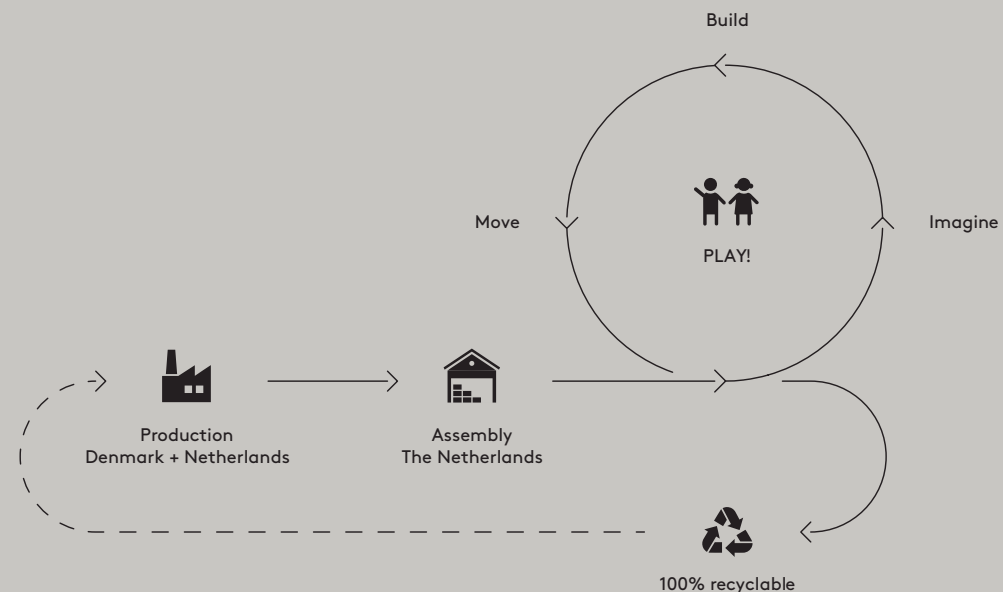 Build
Move
Imagine
PLAY!
Production
Denmark + Netherlands
Assembly
The Netherlands
100% recyclable